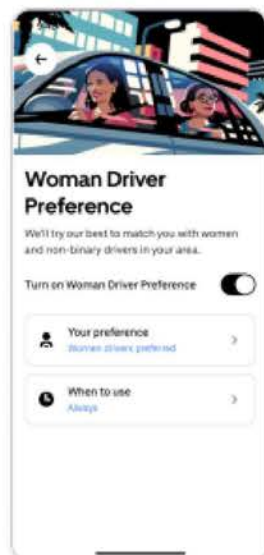 Woman Driver
Preference
We'll try our best to match you with women
and non-binary drivers in your area.
Turn on Woman Driver Preference
Your preference
Women drivers preferred
When to use
Always